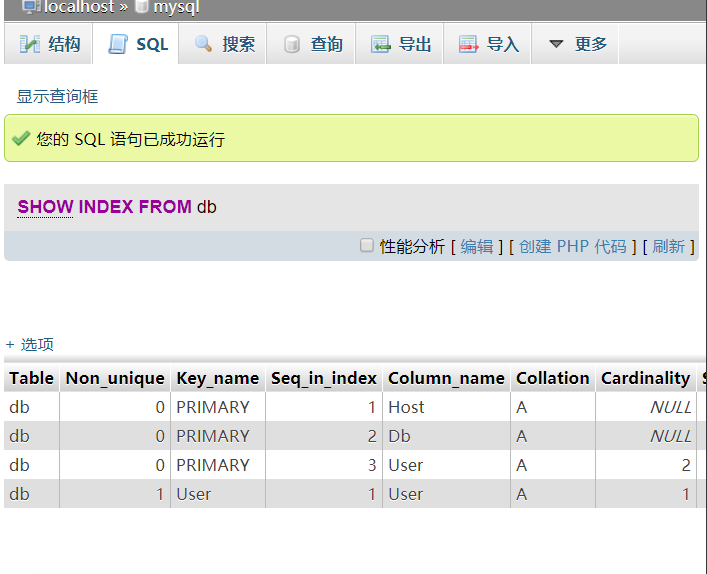 localhost » mysql
结构 SQL 搜索 查询 导出 导入 更多
显示查询框
您的 SQL 语句已成功运行
SHOW INDEX FROM db
性能分析 [ 编辑 ] [ 创建 PHP 代码 ] [ 刷新 ]
+ 选项
Table Non_unique Key_name Seq_in_index Column_name Collation Cardinality
db 0 PRIMARY 1 Host A NULL
db 0 PRIMARY 2 Db A NULL
db 0 PRIMARY 3 User A 2
db 1 User 1 User A 1